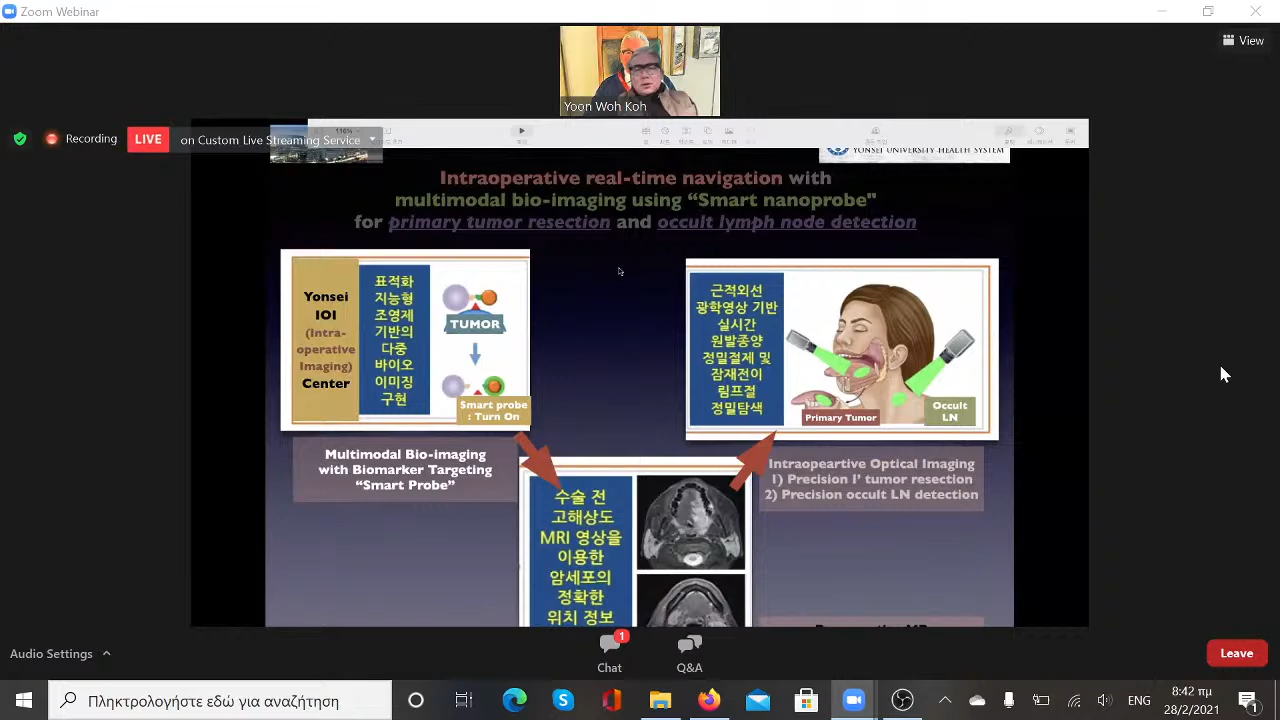 Zoom Webinar
View
Yoon Woh Koh
Recording
LIVE
on Custom Live Streaming Service
116%
YONSEI UNIVERSITY HEALTH SYSTEM
Intraoperative real-time navigation with
multimodal bio-imaging using “Smart nanoprobe"
for primary tumor resection and occult lymph node detection
Yonsei
IOI
(Intra-
operative
Imaging)
Center
표적화
지능형
조영제
기반의
다중
바이오
이미징
구현
TUMOR
Smart probe
: Turn On
Multimodal Bio-imaging
with Biomarker Targeting
“Smart Probe”
수술 전
고해상도
MRI 영상을
이용한
암세포의
정확한
위치 정보
근적외선
광학영상 기반
실시간
원발종양
정밀절제 및
잠재전이
림프절
정밀탐색
Primary Tumor
Occult
LN
Intraopeartive Optical Imaging
1) Precision I’ tumor resection
2) Precision occult LN detection
Audio Settings
1
Chat
Q&A
Leave
Πληκτρολογήστε εδώ για αναζήτηση
ENG
8:42 πμ
28/2/2021
1